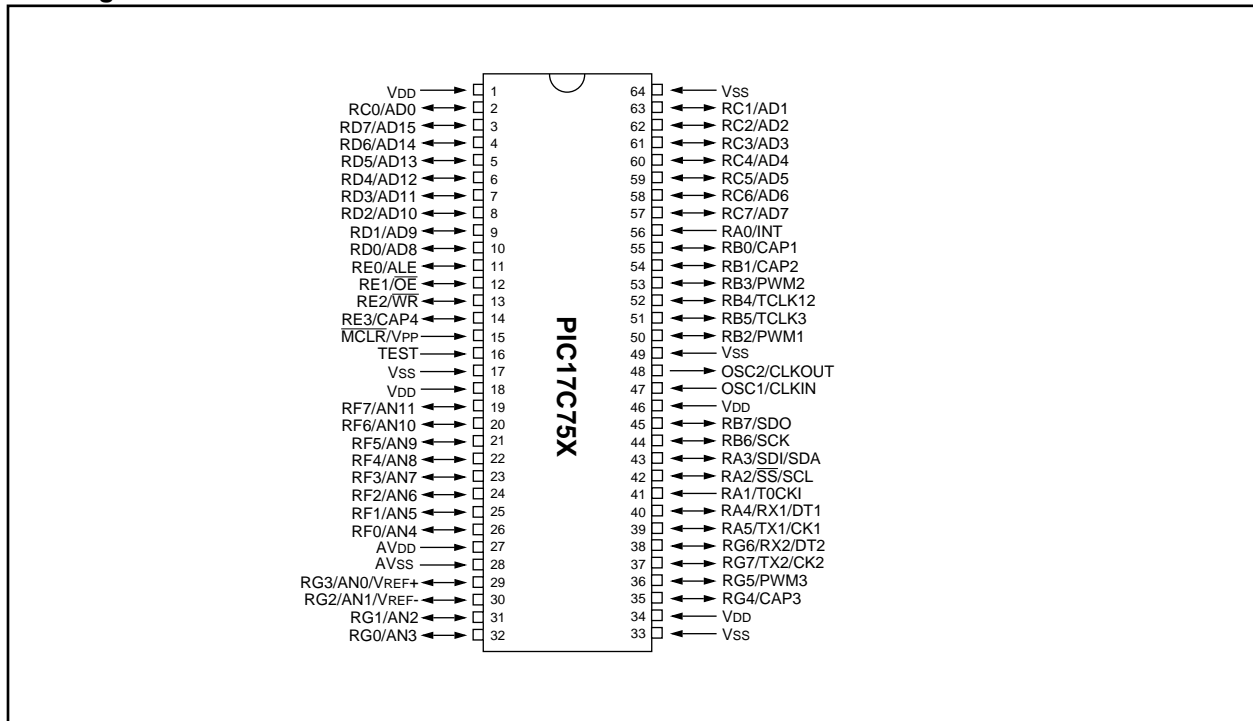 VDD 1
RC0/AD0 2
RD7/AD15 3
RD6/AD14 4
RD5/AD13 5
RD4/AD12 6
RD3/AD11 7
RD2/AD10 8
RD1/AD9 9
RD0/AD8 10
RE0/ALE 11
RE1/OE 12
RE2/WR 13
RE3/CAP4 14
MCLR/VPP 15
TEST 16
VSS 17
VDD 18
RF7/AN11 19
RF6/AN10 20
RF5/AN9 21
RF4/AN8 22
RF3/AN7 23
RF2/AN6 24
RF1/AN5 25
RF0/AN4 26
AVDD 27
AVSS 28
RG3/AN0/VREF+ 29
RG2/AN1/VREF- 30
RG1/AN2 31
RG0/AN3 32
PIC17C75X
64 VSS
63 RC1/AD1
62 RC2/AD2
61 RC3/AD3
60 RC4/AD4
59 RC5/AD5
58 RC6/AD6
57 RC7/AD7
56 RA0/INT
55 RB0/CAP1
54 RB1/CAP2
53 RB3/PWM2
52 RB4/TCLK12
51 RB5/TCLK3
50 RB2/PWM1
49 VSS
48 OSC2/CLKOUT
47 OSC1/CLKIN
46 VDD
45 RB7/SDO
44 RB6/SCK
43 RA3/SDI/SDA
42 RA2/SS/SCL
41 RA1/T0CKI
40 RA4/RX1/DT1
39 RA5/TX1/CK1
38 RG6/RX2/DT2
37 RG7/TX2/CK2
36 RG5/PWM3
35 RG4/CAP3
34 VDD
33 VSS